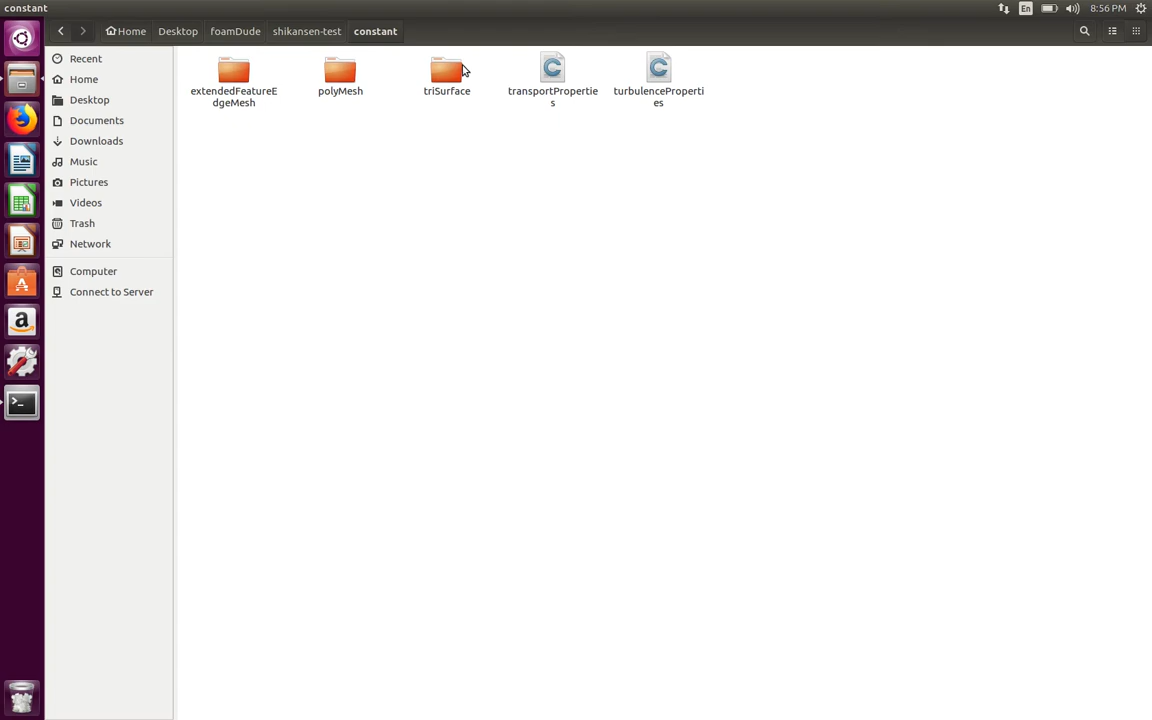 constant
En
8:56 PM
Home
Desktop
foamDude
shikansen-test
constant
Recent
Home
Desktop
Documents
Downloads
Music
Pictures
Videos
Trash
Network
Computer
Connect to Server
extendedFeatureE
dgeMesh
polyMesh
triSurface
transportPropertie
s
turbulenceProperti
es